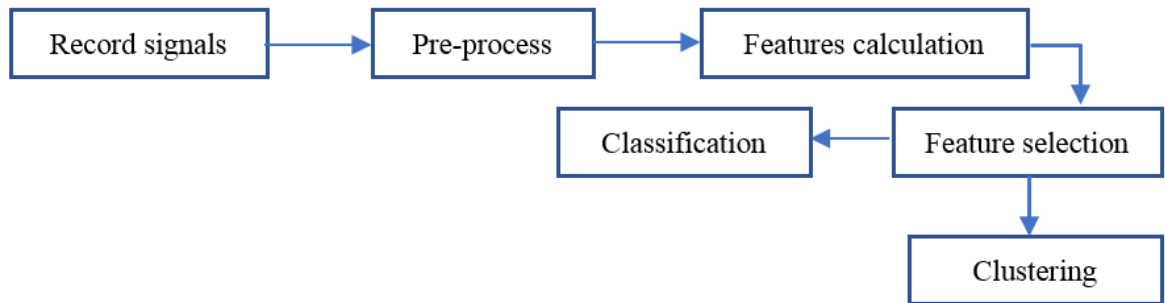 Record signals
Pre-process
Features calculation
Classification
Feature selection
Clustering